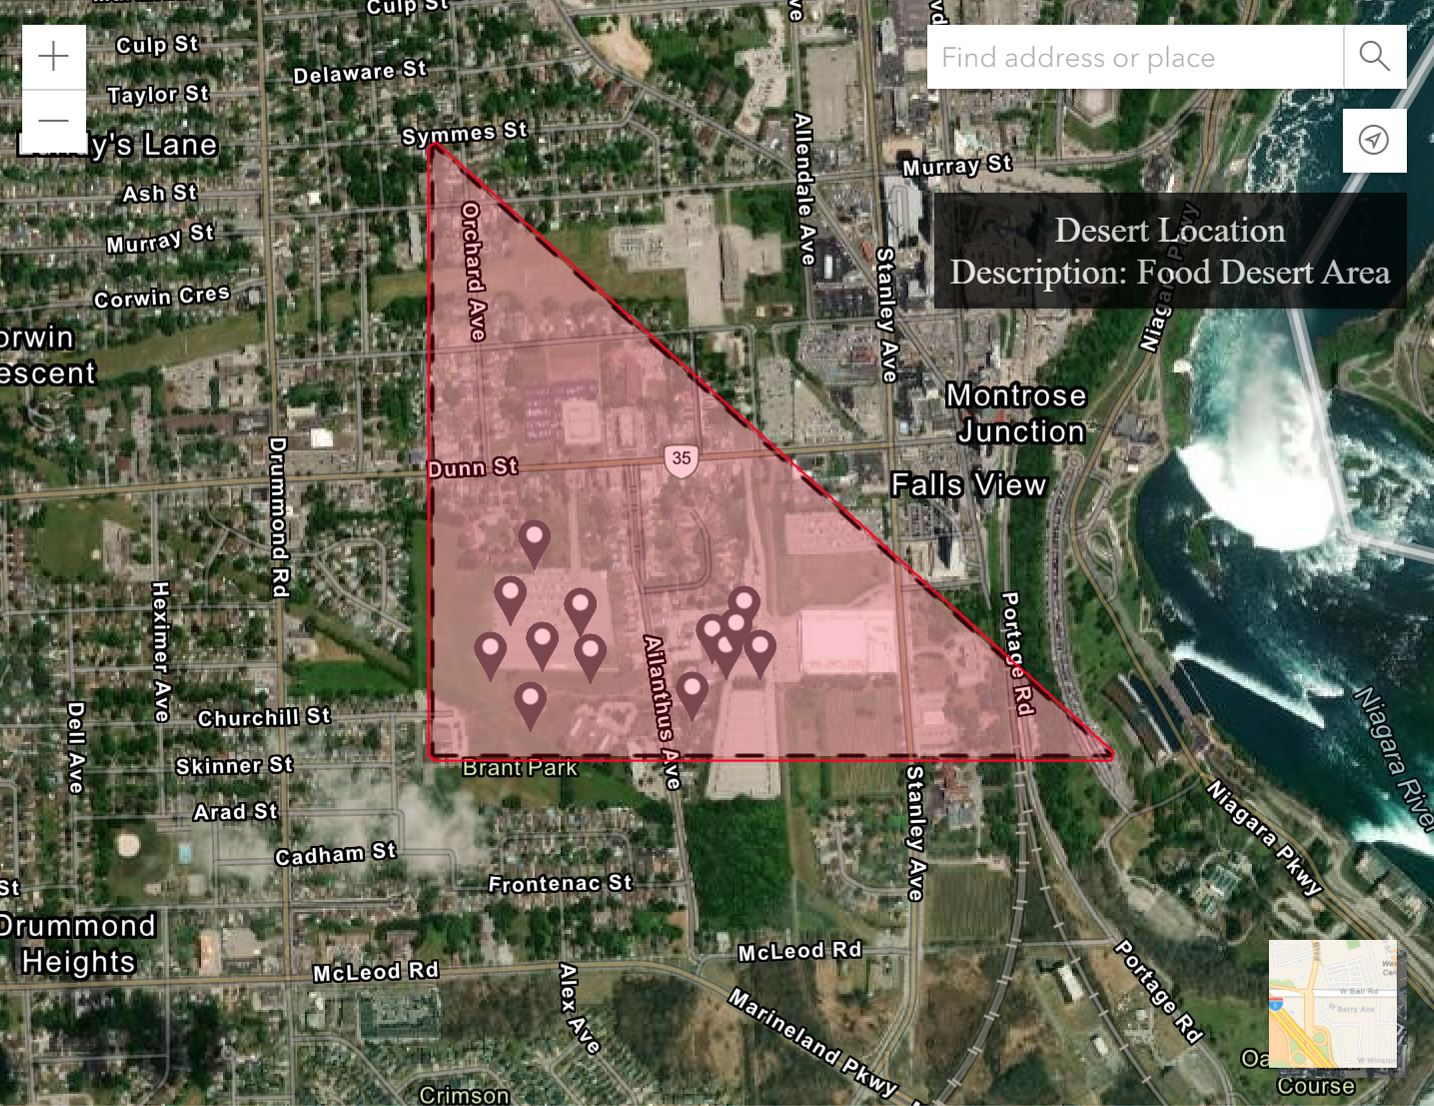 Culp St
Culp St
Delaware St
Taylor St
Find address or place
Symmes St
y's Lane
Allendale Ave
Murray St
Ash St
Orchard Ave
Murray St
Desert Location
Description: Food Desert Area
Corwin Cres
Stanley Ave
orwin
escent
Montrose
Junction
Dunn St
35
Falls View
Drummond Rd
Heximer Ave
Portage Rd
Ailanthus Ave
Dell Ave
Churchill St
Skinner St
Brant Park
Niagara River
Stanley Ave
Niagara Pkwy
Arad St
Cadham St
Frontenac St
St
Drummond
Heights
McLeod Rd
McLeod Rd
Alex Ave
Marineland Pkwy
Portage Rd
W Ball Rd
Course
Crimson